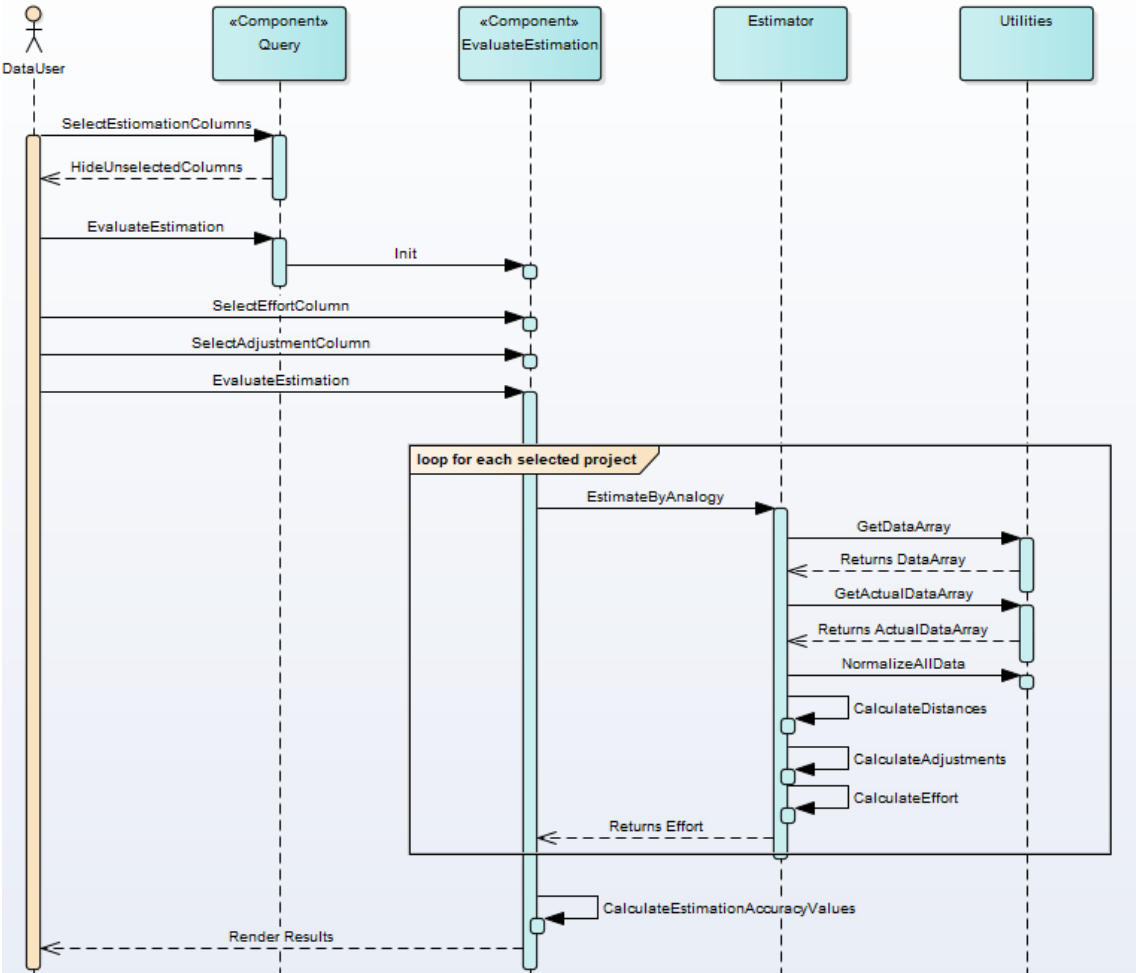 «Component»
Query
«Component»
EvaluateEstimation
Estimator
Utilities
DataUser
SelectEstiomationColumns
HideUnselectedColumns
EvaluateEstimation
Init
SelectEffortColumn
SelectAdjustmentColumn
EvaluateEstimation
loop for each selected project
EstimateByAnalogy
GetDataArray
Returns DataArray
GetActualDataArray
Returns ActualDataArray
NormalizeAllData
CalculateDistances
CalculateAdjustments
CalculateEffort
Returns Effort
CalculateEstimationAccuracyValues
Render Results